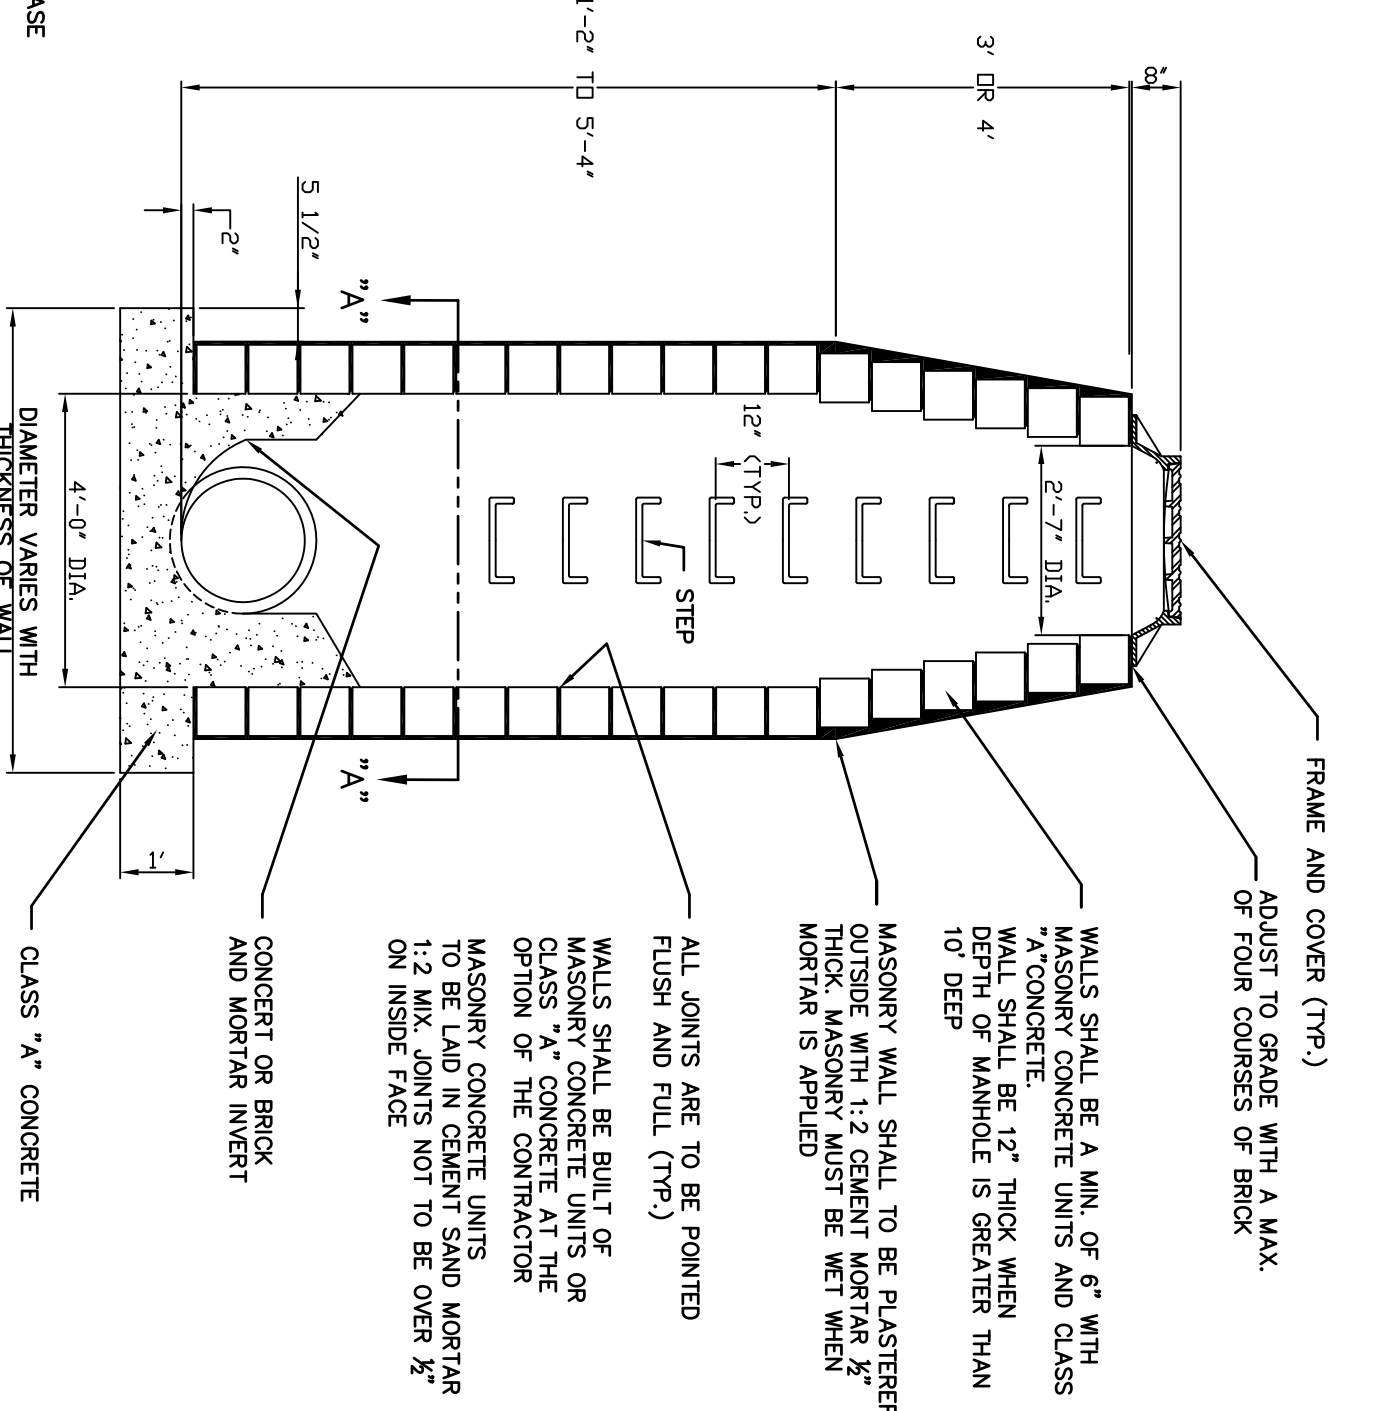 FRAME AND COVER (TYP.)
ADJUST TO GRADE WITH A MAX.
OF FOUR COURSES OF BRICK
8"
3' OR 4'
1'-2" TO 5'-4"
2'-7" DIA.
12" (TYP.)
STEP
WALLS SHALL BE A MIN. OF 6" WITH
MASONRY CONCRETE UNITS AND CLASS
"A"CONCRETE.
WALL SHALL BE 12" THICK WHEN
DEPTH OF MANHOLE IS GREATER THAN
10' DEEP
MASONRY WALL SHALL TO BE PLASTERE
OUTSIDE WITH 1:2 CEMENT MORTAR ½"
THICK. MASONRY MUST BE WET WHEN
MORTAR IS APPLIED
ALL JOINTS ARE TO BE POINTED
FLUSH AND FULL (TYP.)
WALLS SHALL BE BUILT OF
MASONRY CONCRETE UNITS OR
CLASS "A" CONCRETE AT THE
OPTION OF THE CONTRACTOR
MASONRY CONCRETE UNITS
TO BE LAID IN CEMENT SAND MORTAR
1:2 MIX. JOINTS NOT TO BE OVER ½"
ON INSIDE FACE
"A"
"A"
5 1/2"
2"
1'
CONCERT OR BRICK
AND MORTAR INVERT
4'-0" DIA.
DIAMETER VARIES WITH
THICKNESS OF WALL
CLASS "A" CONCRETE
ASE